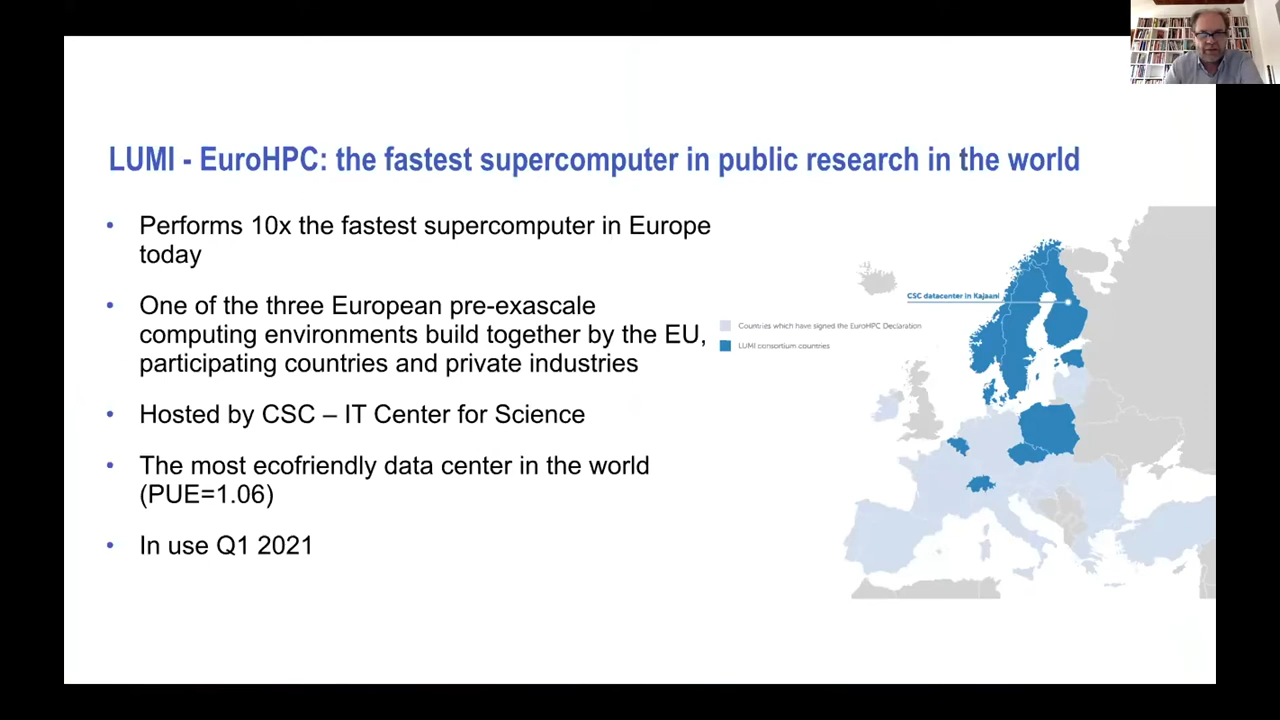 LUMI - EuroHPC: the fastest supercomputer in public research in the world
• Performs 10x the fastest supercomputer in Europe
today
• One of the three European pre-exascale
computing environments build together by the EU,
participating countries and private industries
• Hosted by CSC – IT Center for Science
• The most ecofriendly data center in the world
(PUE=1.06)
• In use Q1 2021
CSC datacenter in Kajaani
Countries which have signed the EuroHPC Declaration
LUMI consortium countries